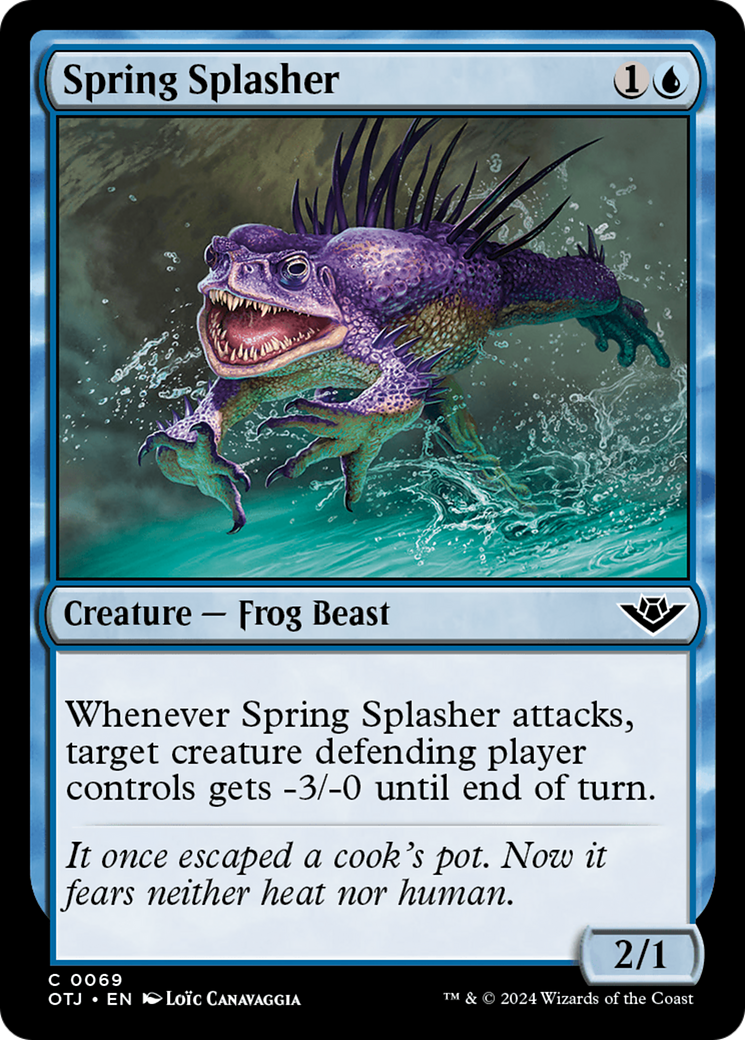 Spring Splasher 1
Creature — Frog Beast
Whenever Spring Splasher attacks,
target creature defending player
controls gets -3/-0 until end of turn.
It once escaped a cook's pot. Now it
fears neither heat nor human.
2/1
C 0069
OTJ • EN Loïc Canavaggia
™ & © 2024 Wizards of the Coast